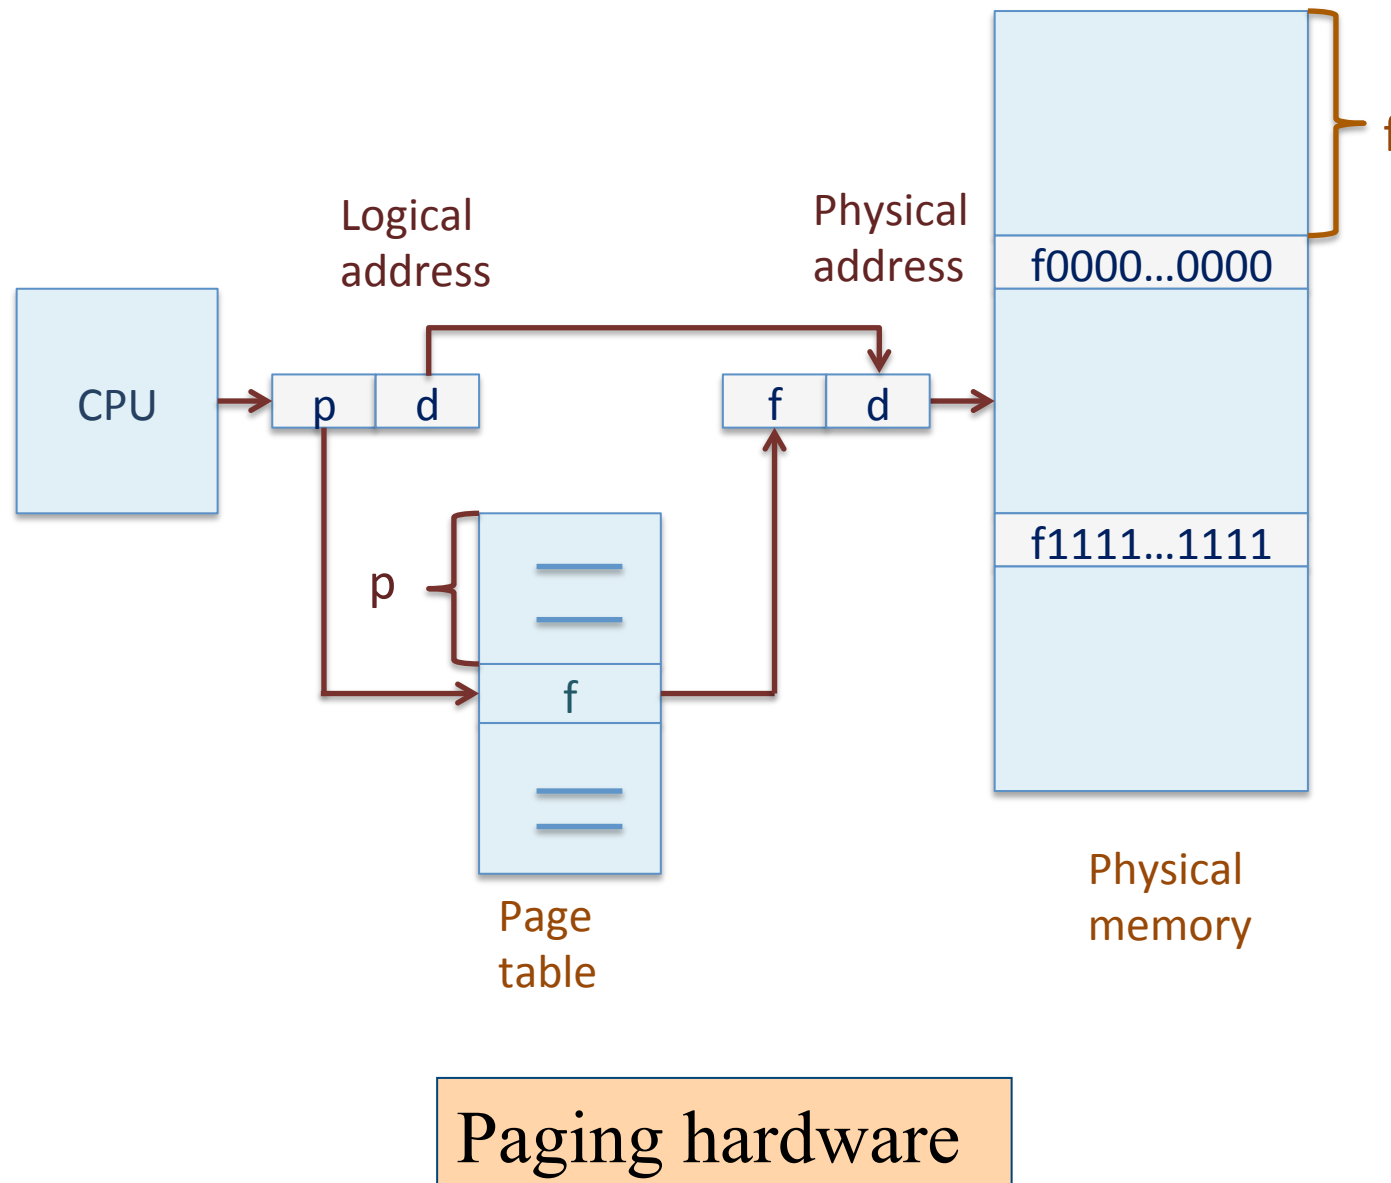 Logical
address
Physical
address
f
f0000...0000
CPU
p
d
f
d
f1111...1111
p
f
Page
table
Physical
memory
Paging hardware